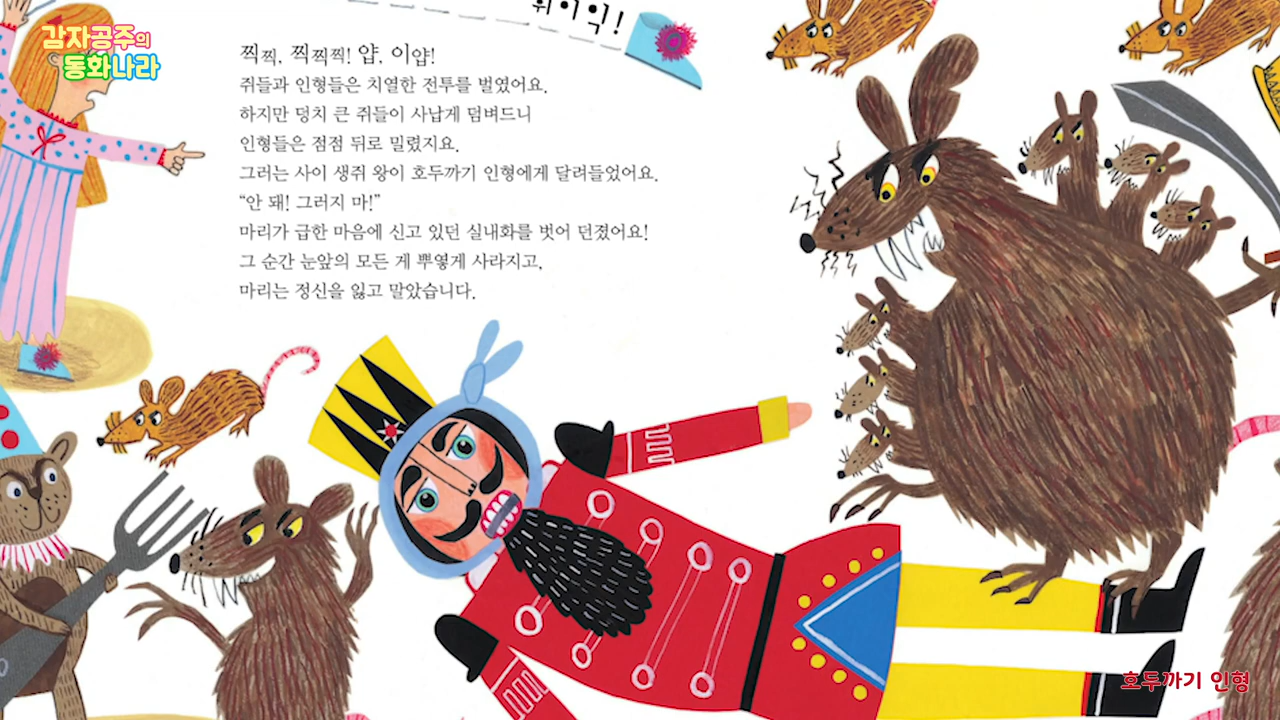 휘이익!
감자공주의
동화나라
찍찍, 찍찍찍! 얍, 이얍!
쥐들과 인형들은 치열한 전투를 벌였어요.
하지만 덩치 큰 쥐들이 사납게 덤벼드니
인형들은 점점 뒤로 밀렸지요.
그러는 사이 생쥐 왕이 호두까기 인형에게 달려들었어요.
“안 돼! 그러지 마!”
마리가 급한 마음에 신고 있던 실내화를 벗어 던졌어요!
그 순간 눈앞의 모든 게 뿌옇게 사라지고,
마리는 정신을 잃고 말았습니다.
호두까기 인형